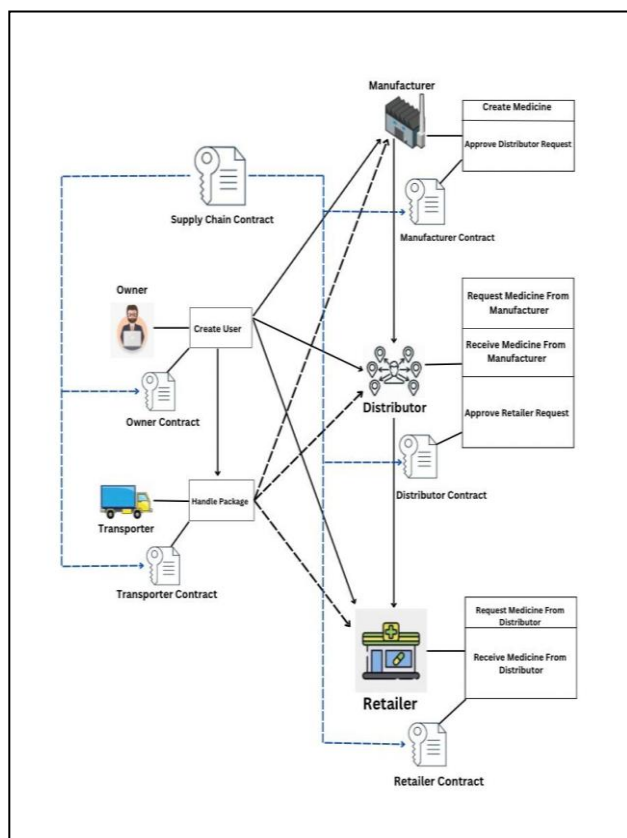 Manufacturer
Create Medicine
Approve Distributor Request
Manufacturer Contract
Supply Chain Contract
Owner
Create User
Owner Contract
Request Medicine From
Manufacturer
Receive Medicine From
Manufacturer
Approve Retailer Request
Distributor
Distributor Contract
Handle Package
Transporter
Transporter Contract
Request Medicine From
Distributor
Receive Medicine From
Distributor
Retailer
Retailer Contract